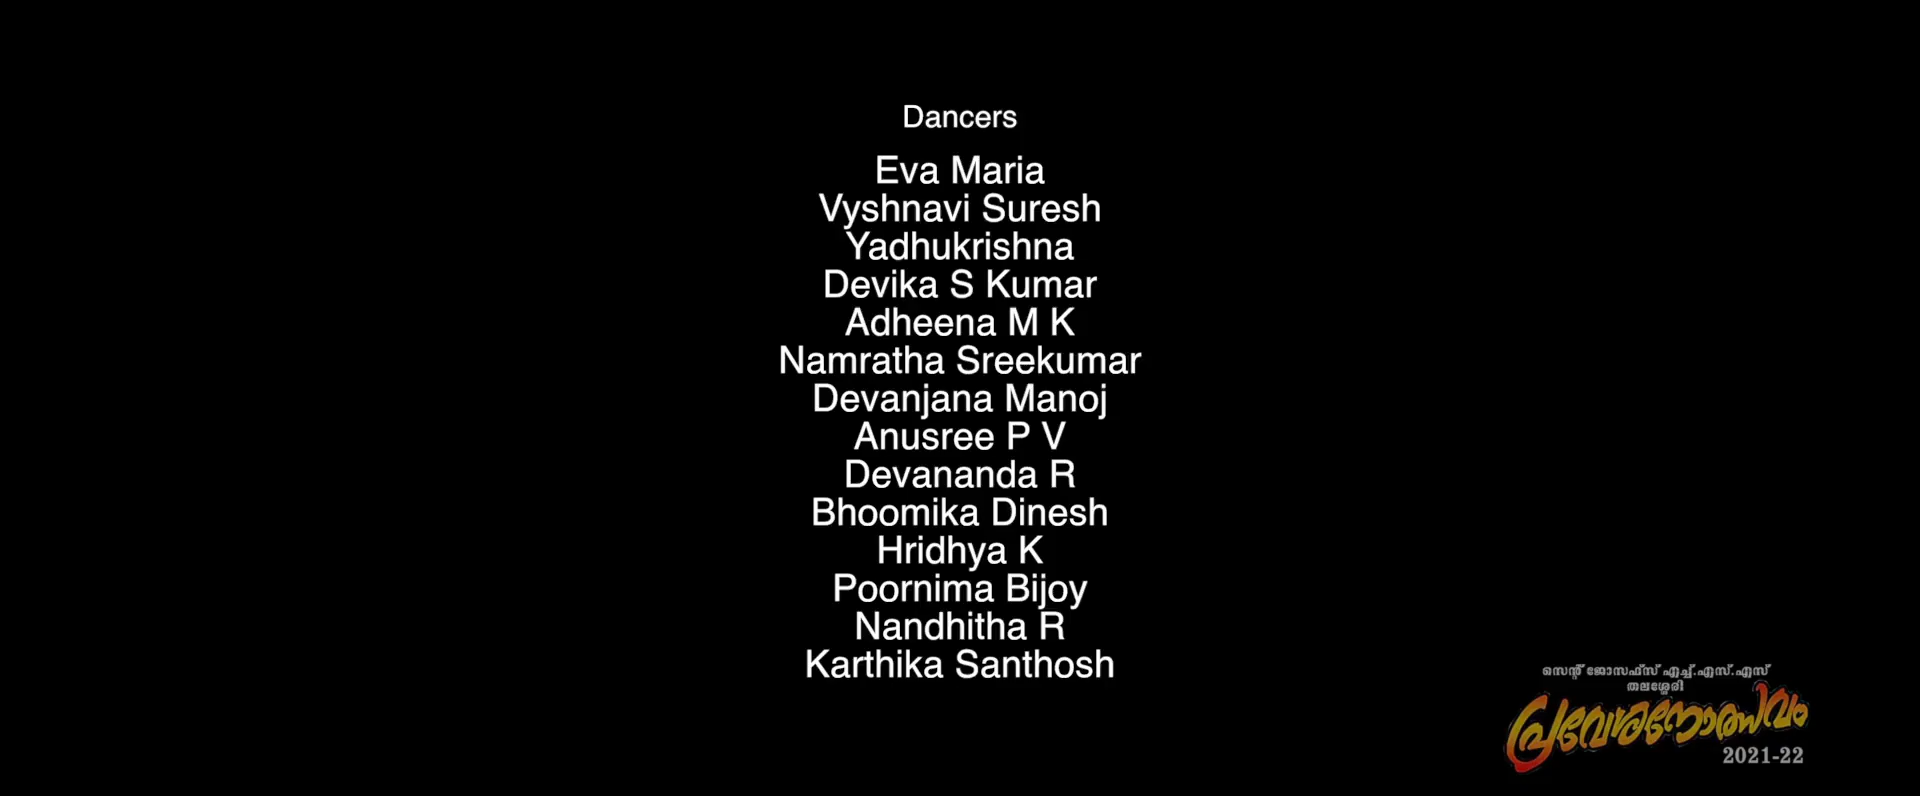 Dancers
Eva Maria
Vyshnavi Suresh
Yadhukrishna
Devika S Kumar
Adheena M K
Namratha Sreekumar
Devanjana Manoj
Anusree P V
Devananda R
Bhoomika Dinesh
Hridhya K
Poornima Bijoy
Nandhitha R
Karthika Santhosh
സെന്റ് ജോസഫ്സ് എച്ച്.എസ്.എസ്
തലശ്ശേരി
പ്രവേശനോത്സവം
2021-22